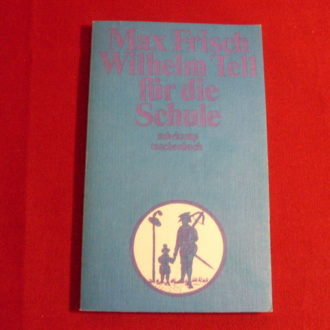 Max Frisch
Wilhelm Tell
für die
Schule
suhrkamp
taschenbuch